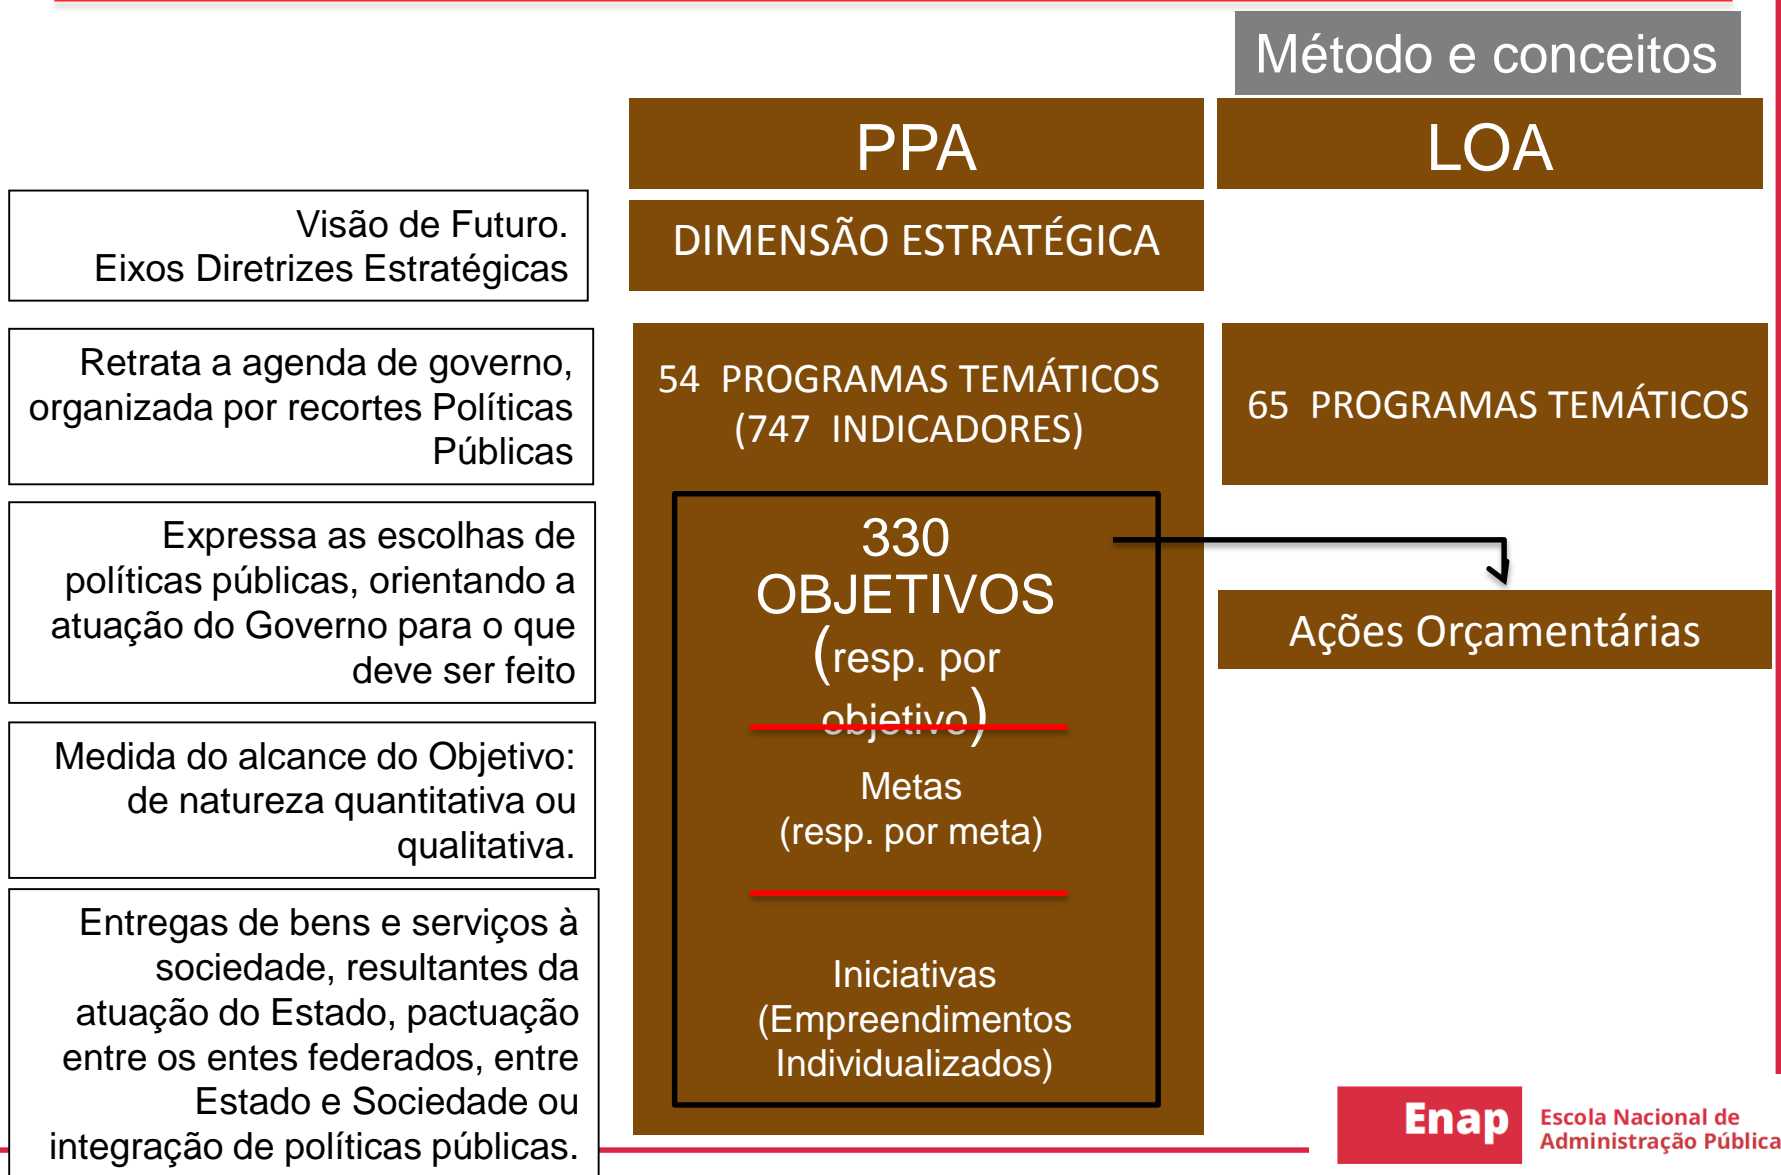 Método e conceitos
PPA
LOA
Visão de Futuro.
Eixos Diretrizes Estratégicas
DIMENSÃO ESTRATÉGICA
Retrata a agenda de governo,
organizada por recortes Políticas
Públicas
54 PROGRAMAS TEMÁTICOS
(747 INDICADORES)
65 PROGRAMAS TEMÁTICOS
Expressa as escolhas de
políticas públicas, orientando a
atuação do Governo para o que
deve ser feito
330
OBJETIVOS
(resp. por
objetivo)
Ações Orçamentárias
Medida do alcance do Objetivo:
de natureza quantitativa ou
qualitativa.
Metas
(resp. por meta)
Entregas de bens e serviços à
sociedade, resultantes da
atuação do Estado, pactuação
entre os entes federados, entre
Estado e Sociedade ou
integração de políticas públicas.
Iniciativas
(Empreendimentos
Individualizados)
Enap
Escola Nacional de
Administração Pública